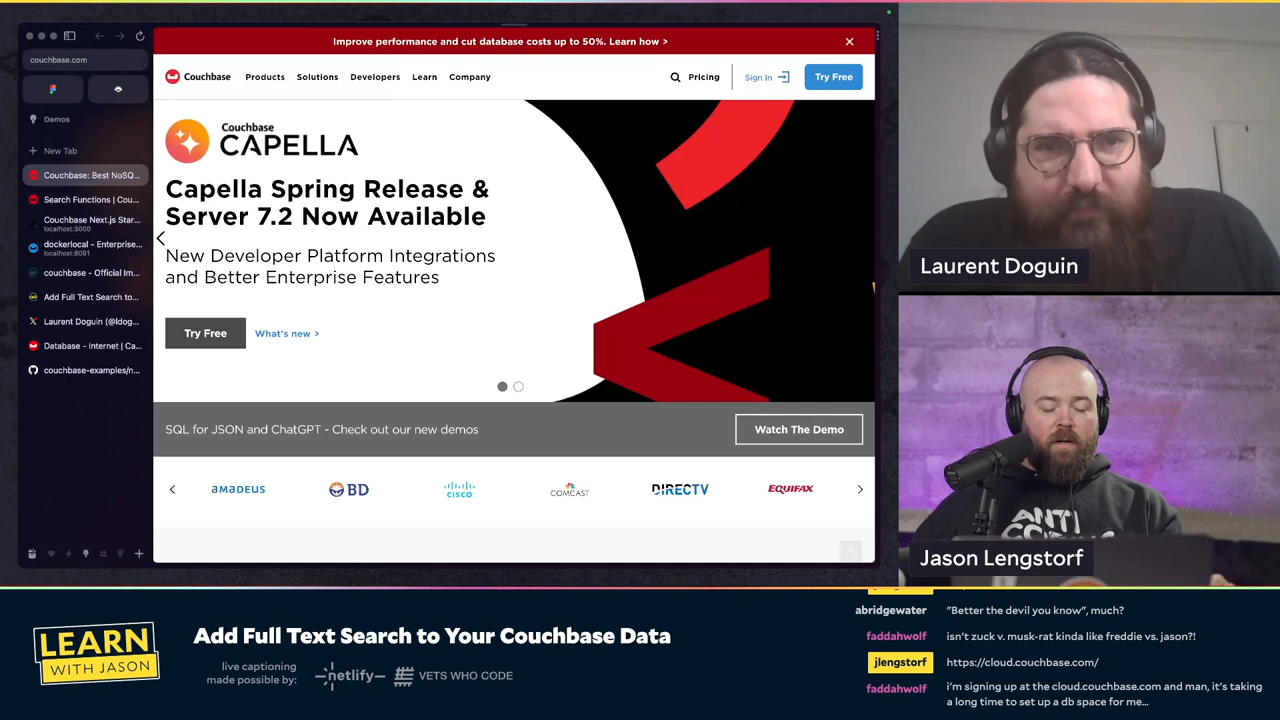 couchbase.com
Demos
New Tab
Couchbase: Best NoSQ...
Search Functions | Cou...
Couchbase Next.js Star...
localhost:3000
dockerlocal – Enterprise...
localhost:8091
couchbase - Official Im...
Add Full Text Search to...
Laurent Doguin (@ldog...
Database – Internet | Ca...
couchbase-examples/n...
Improve performance and cut database costs up to 50%. Learn how >
Couchbase
Products
Solutions
Developers
Learn
Company
Pricing
Sign In
Try Free
Couchbase
CAPELLA
Capella Spring Release &
Server 7.2 Now Available
New Developer Platform Integrations
and Better Enterprise Features
Try Free
What's new >
SQL for JSON and ChatGPT - Check out our new demos
Watch The Demo
amadeus
BD
CISCO
COMCAST
DIRECTV
EQUIFAX
Laurent Doguin
ANTI
Jason Lengstorf
LEARN
WITH JASON
Add Full Text Search to Your Couchbase Data
live captioning
made possible by:
netlify
VETS WHO CODE
abridgewater "Better the devil you know", much?
faddahwolf isn't zuck v. musk-rat kinda like freddie vs. jason?!
jlengstorf https://cloud.couchbase.com/
faddahwolf i'm signing up at the cloud.couchbase.com and man, it's taking
a long time to set up a db space for me...